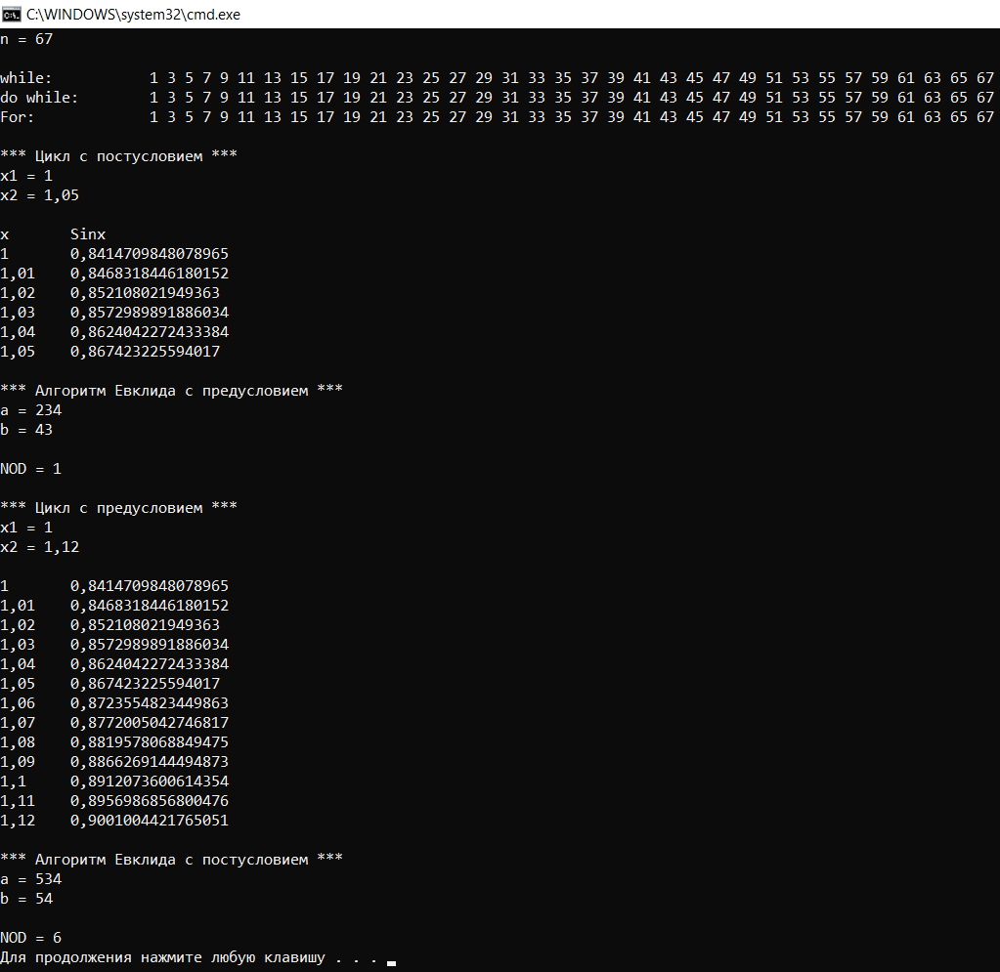 C:\WINDOWS\system32\cmd.exe
n = 67
while: 1 3 5 7 9 11 13 15 17 19 21 23 25 27 29 31 33 35 37 39 41 43 45 47 49 51 53 55 57 59 61 63 65 67
do while: 1 3 5 7 9 11 13 15 17 19 21 23 25 27 29 31 33 35 37 39 41 43 45 47 49 51 53 55 57 59 61 63 65 67
For: 1 3 5 7 9 11 13 15 17 19 21 23 25 27 29 31 33 35 37 39 41 43 45 47 49 51 53 55 57 59 61 63 65 67
*** Цикл с постусловием ***
x1 = 1
x2 = 1,05
x Sinx
1 0,8414709848078965
1,01 0,8468318446180152
1,02 0,852108021949363
1,03 0,8572989891886034
1,04 0,8624042272433384
1,05 0,867423225594017
*** Алгоритм Евклида с предусловием ***
a = 234
b = 43
NOD = 1
*** Цикл с предусловием ***
x1 = 1
x2 = 1,12
1 0,8414709848078965
1,01 0,8468318446180152
1,02 0,852108021949363
1,03 0,8572989891886034
1,04 0,8624042272433384
1,05 0,867423225594017
1,06 0,8723554823449863
1,07 0,8772005042746817
1,08 0,8819578068849475
1,09 0,8866269144494873
1,1 0,8912073600614354
1,11 0,8956986856800476
1,12 0,9001004421765051
*** Алгоритм Евклида с постусловием ***
a = 534
b = 54
NOD = 6
Для продолжения нажмите любую клавишу . . .